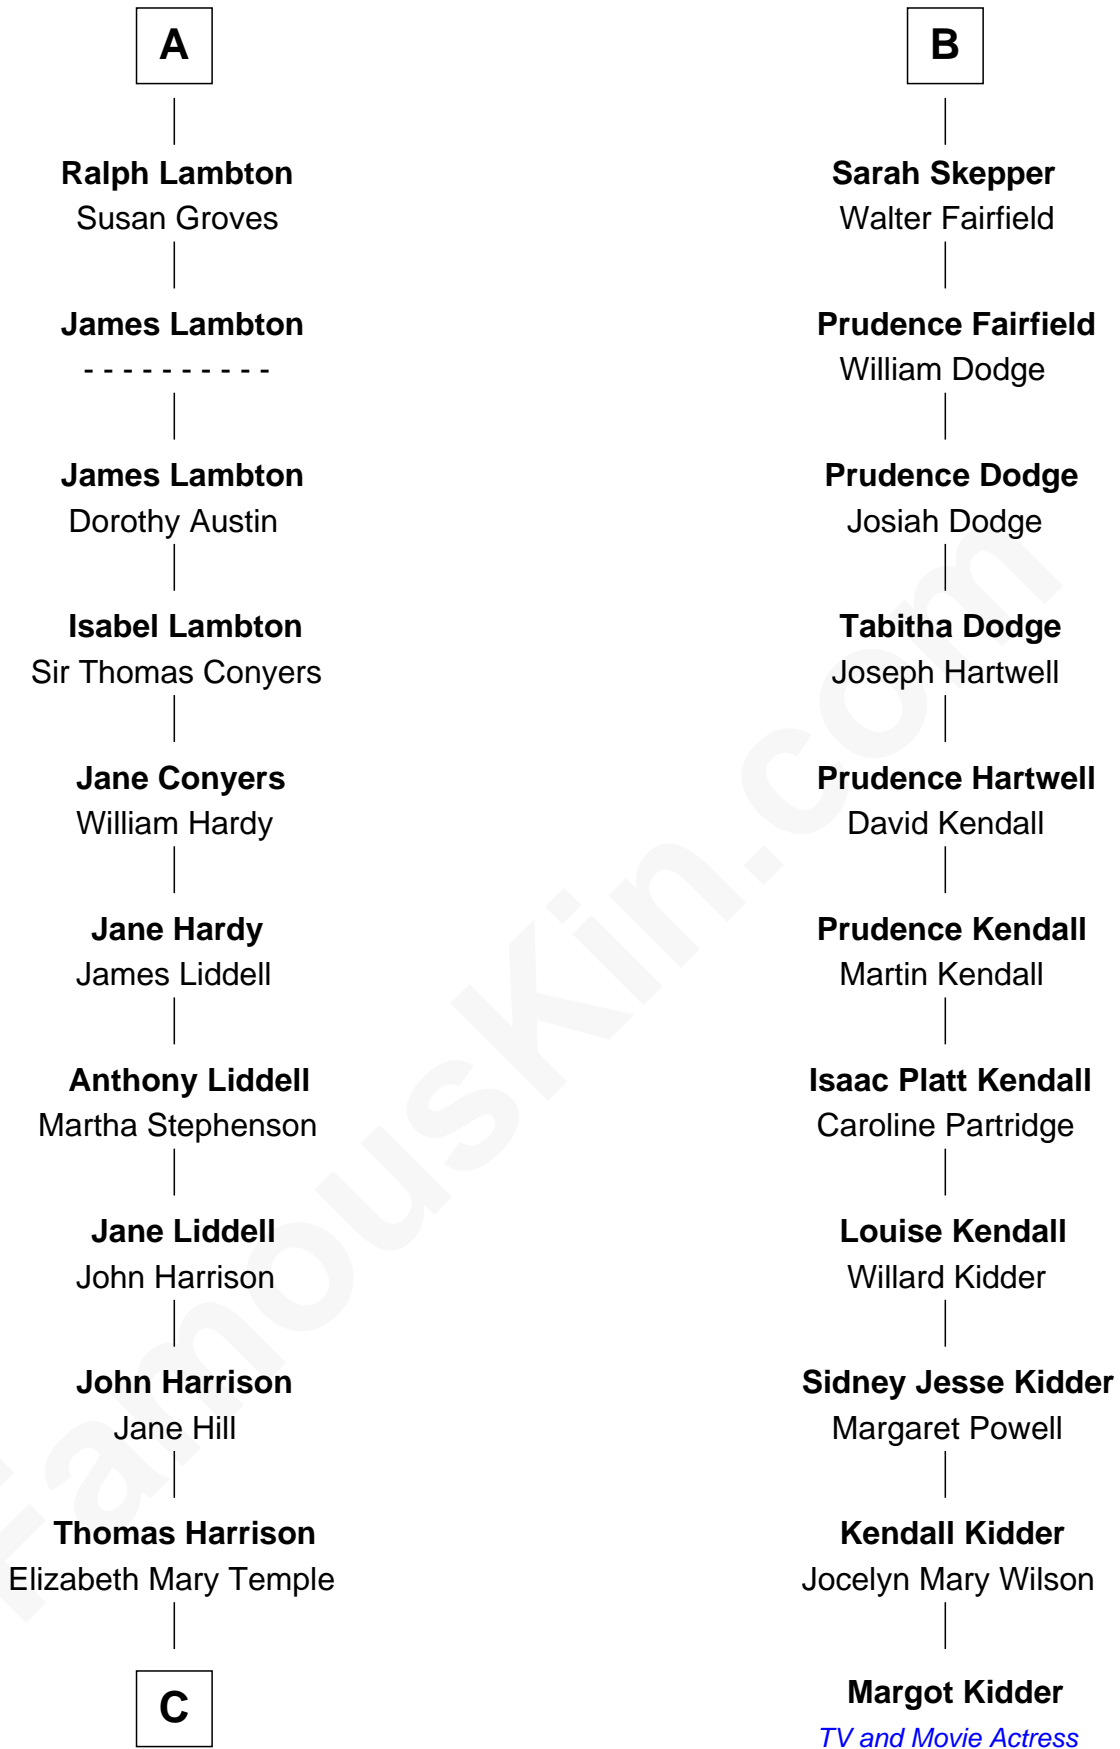 A
Ralph Lambton
Susan Groves
James Lambton
- - - - - - - - - -
James Lambton
Dorothy Austin
Isabel Lambton
Sir Thomas Conyers
Jane Conyers
William Hardy
Jane Hardy
James Liddell
Anthony Liddell
Martha Stephenson
Jane Liddell
John Harrison
John Harrison
Jane Hill
Thomas Harrison
Elizabeth Mary Temple
C
B
Sarah Skepper
Walter Fairfield
Prudence Fairfield
William Dodge
Prudence Dodge
Josiah Dodge
Tabitha Dodge
Joseph Hartwell
Prudence Hartwell
David Kendall
Prudence Kendall
Martin Kendall
Isaac Platt Kendall
Caroline Partridge
Louise Kendall
Willard Kidder
Sidney Jesse Kidder
Margaret Powell
Kendall Kidder
Jocelyn Mary Wilson
Margot Kidder
TV and Movie Actress
FamousKin.com